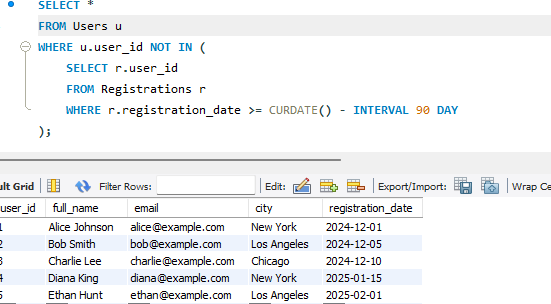 SELECT *
FROM Users u
WHERE u.user_id NOT IN (
SELECT r.user_id
FROM Registrations r
WHERE r.registration_date >= CURDATE() - INTERVAL 90 DAY
);
ult Grid Filter Rows: Edit: Export/Import: Wrap Ce
user_id full_name email city registration_date
1 Alice Johnson alice@example.com New York 2024-12-01
2 Bob Smith bob@example.com Los Angeles 2024-12-05
3 Charlie Lee charlie@example.com Chicago 2024-12-10
4 Diana King diana@example.com New York 2025-01-15
5 Ethan Hunt ethan@example.com Los Angeles 2025-02-01